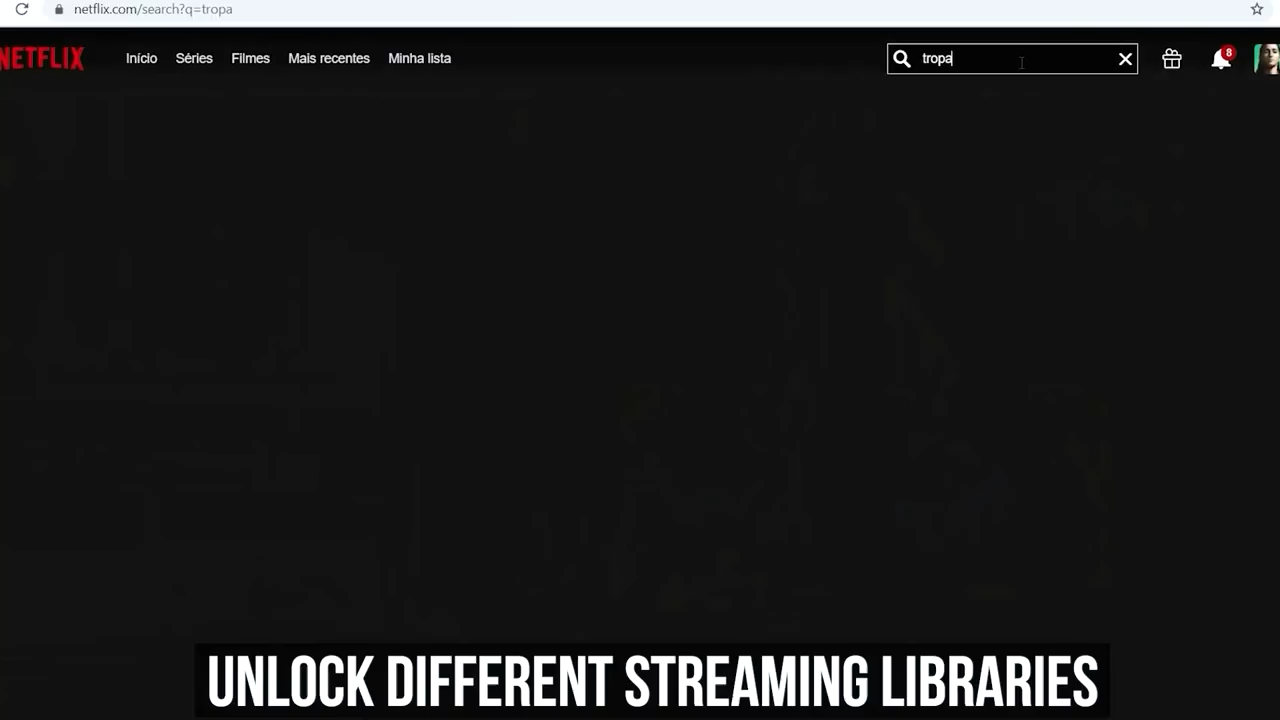 netflix.com/search?q=tropa
NETFLIX
Início Séries Filmes Mais recentes Minha lista
tropa
8
UNLOCK DIFFERENT STREAMING LIBRARIES